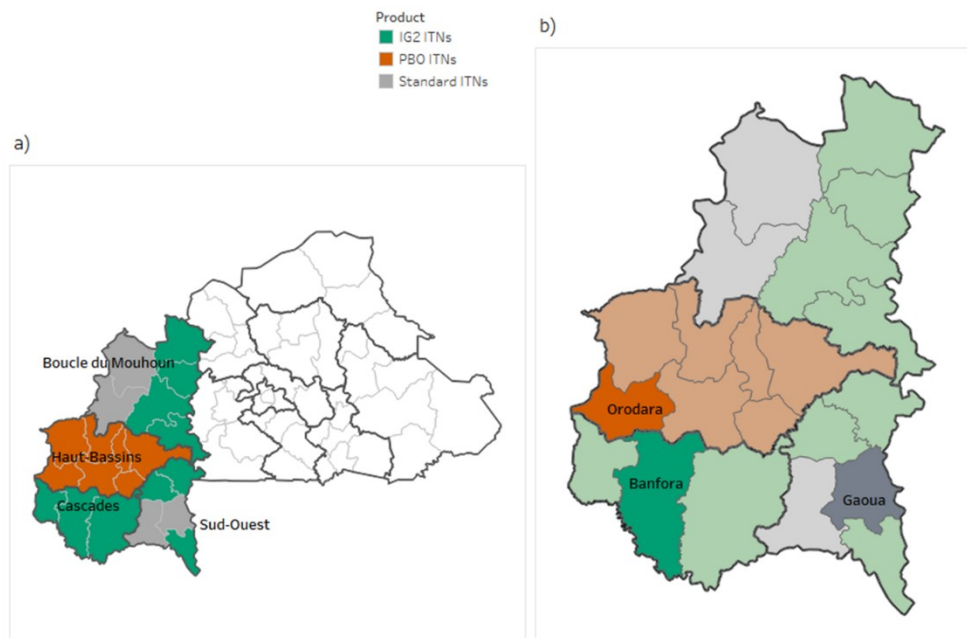 Product
IG2 ITNs
PBO ITNs
Standard ITNs
a)
Boucle du Mouhoun
Haut-Bassins
Cascades
Sud-Ouest
b)
Orodara
Banfora
Gaoua